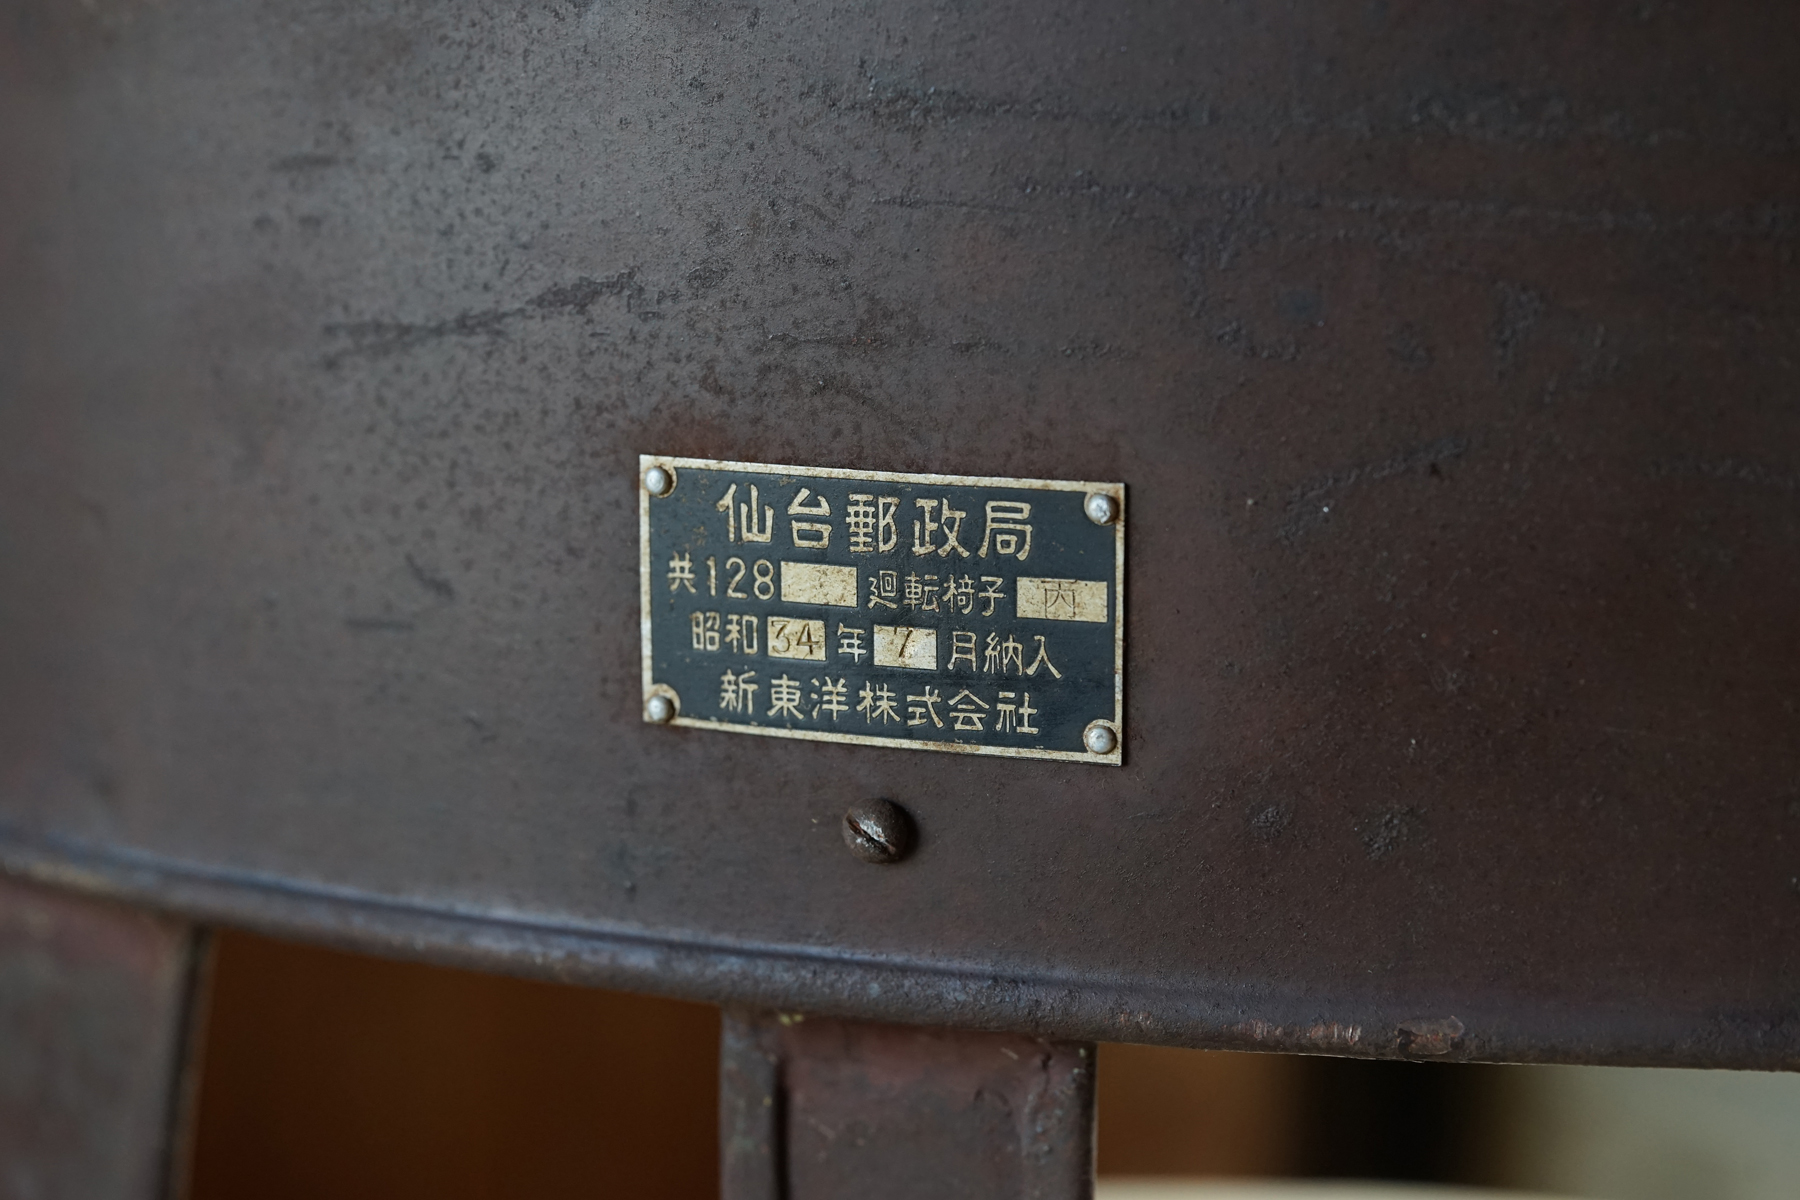 仙台郵政局
共128 廻転椅子 丙
昭和34年7月納入
新東洋株式会社